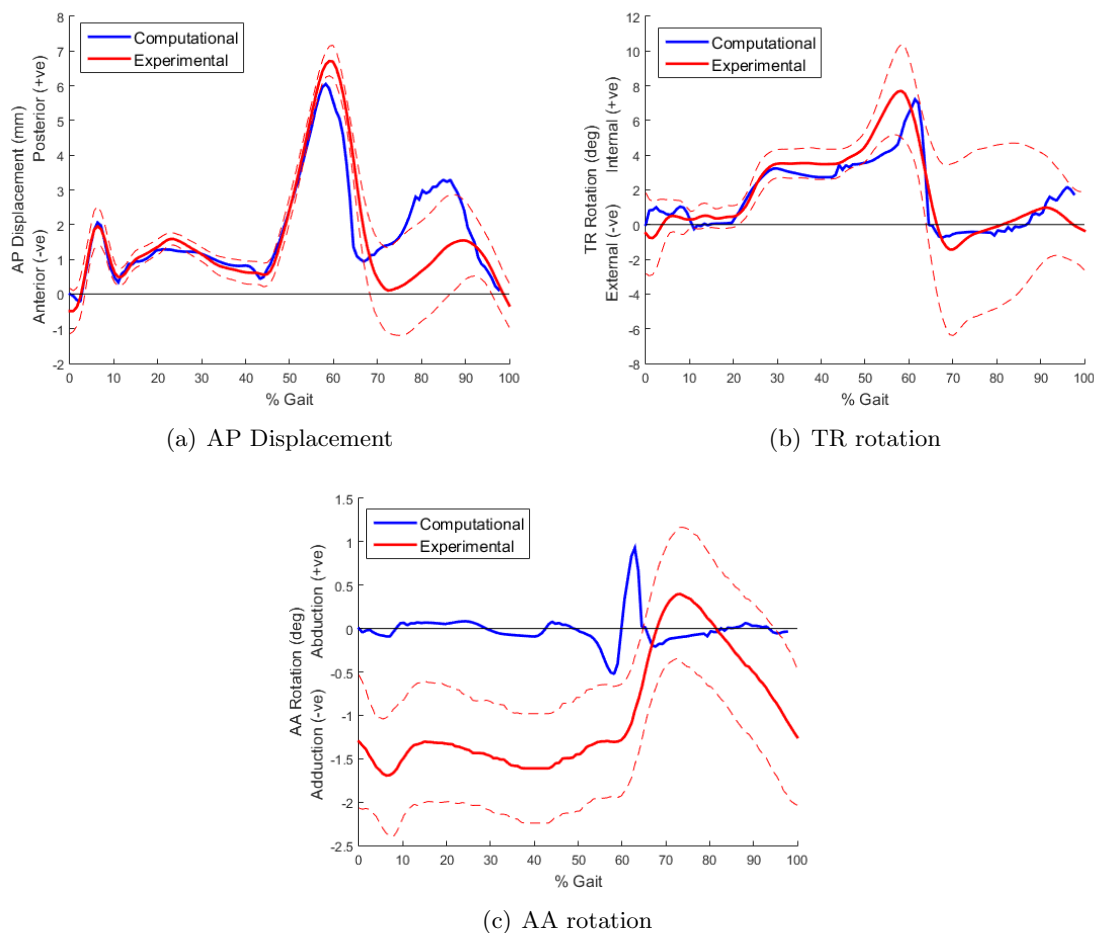 8
7
6
5
4
3
2
1
0
-1
-2
AP Displacement (mm)
Anterior (-ve) Posterior (+ve)
Computational
Experimental
0 10 20 30 40 50 60 70 80 90 100
% Gait
(a) AP Displacement
12
10
8
6
4
2
0
-2
-4
-6
-8
TR Rotation (deg)
External (-ve) Internal (+ve)
Computational
Experimental
0 10 20 30 40 50 60 70 80 90 100
% Gait
(b) TR rotation
1.5
1
0.5
0
-0.5
-1
-1.5
-2
-2.5
AA Rotation (deg)
Adduction (-ve) Abduction (+ve)
Computational
Experimental
0 10 20 30 40 50 60 70 80 90 100
% Gait
(c) AA rotation